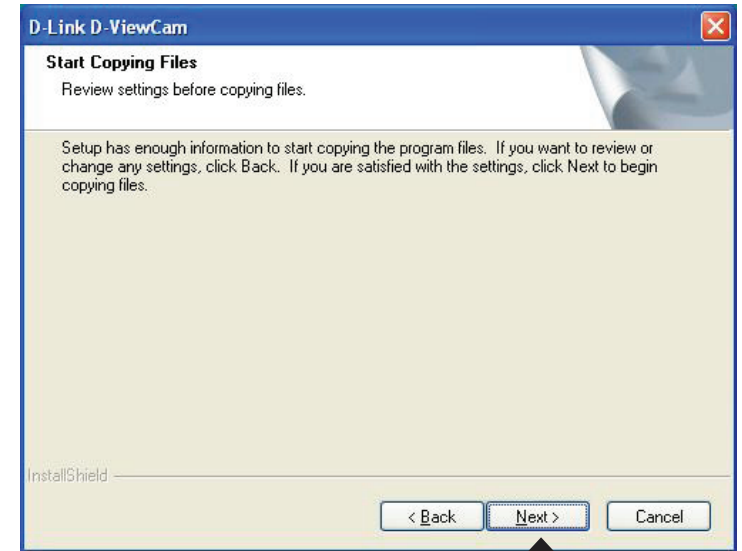 D-Link D-ViewCam
Start Copying Files
Review settings before copying files.
Setup has enough information to start copying the program files.  If you want to review or
change any settings, click Back.  If you are satisfied with the settings, click Next to begin
copying files.
InstallShield
< Back
Next >
Cancel